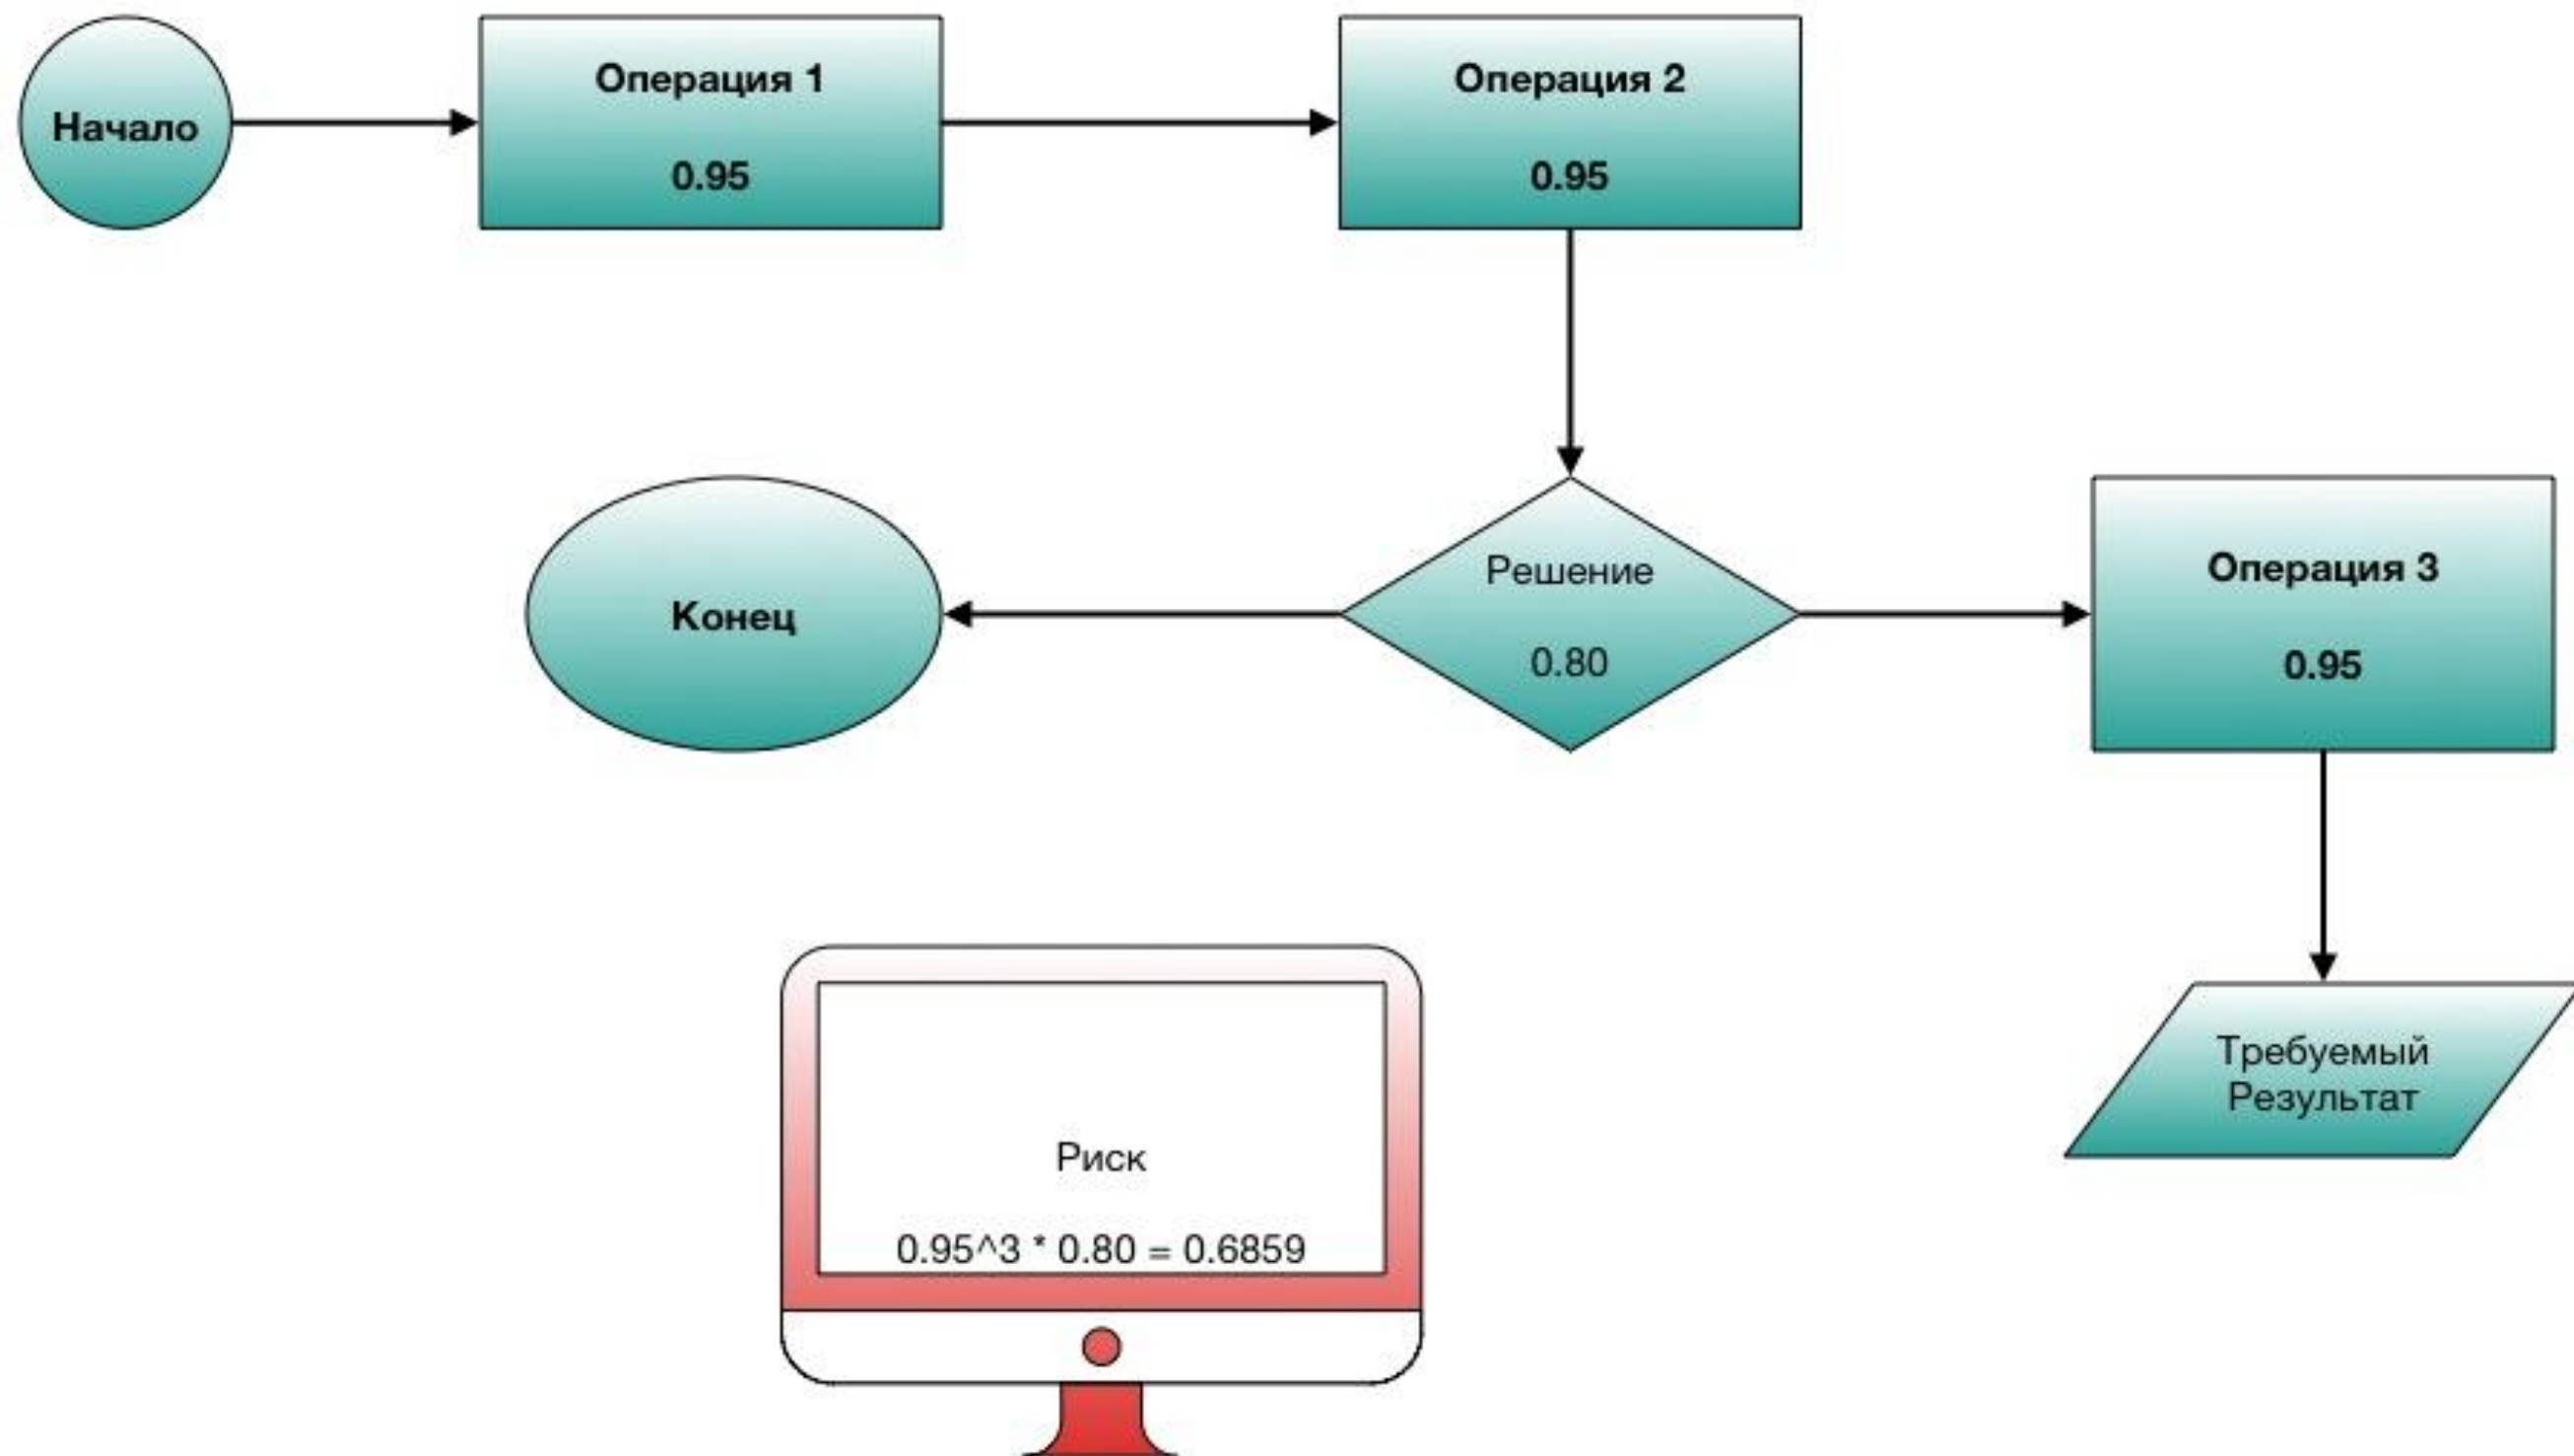 Начало
Операция 1
0.95
Операция 2
0.95
Конец
Решение
0.80
Операция 3
0.95
Требуемый
Результат
Риск
0.95^3 * 0.80 = 0.6859